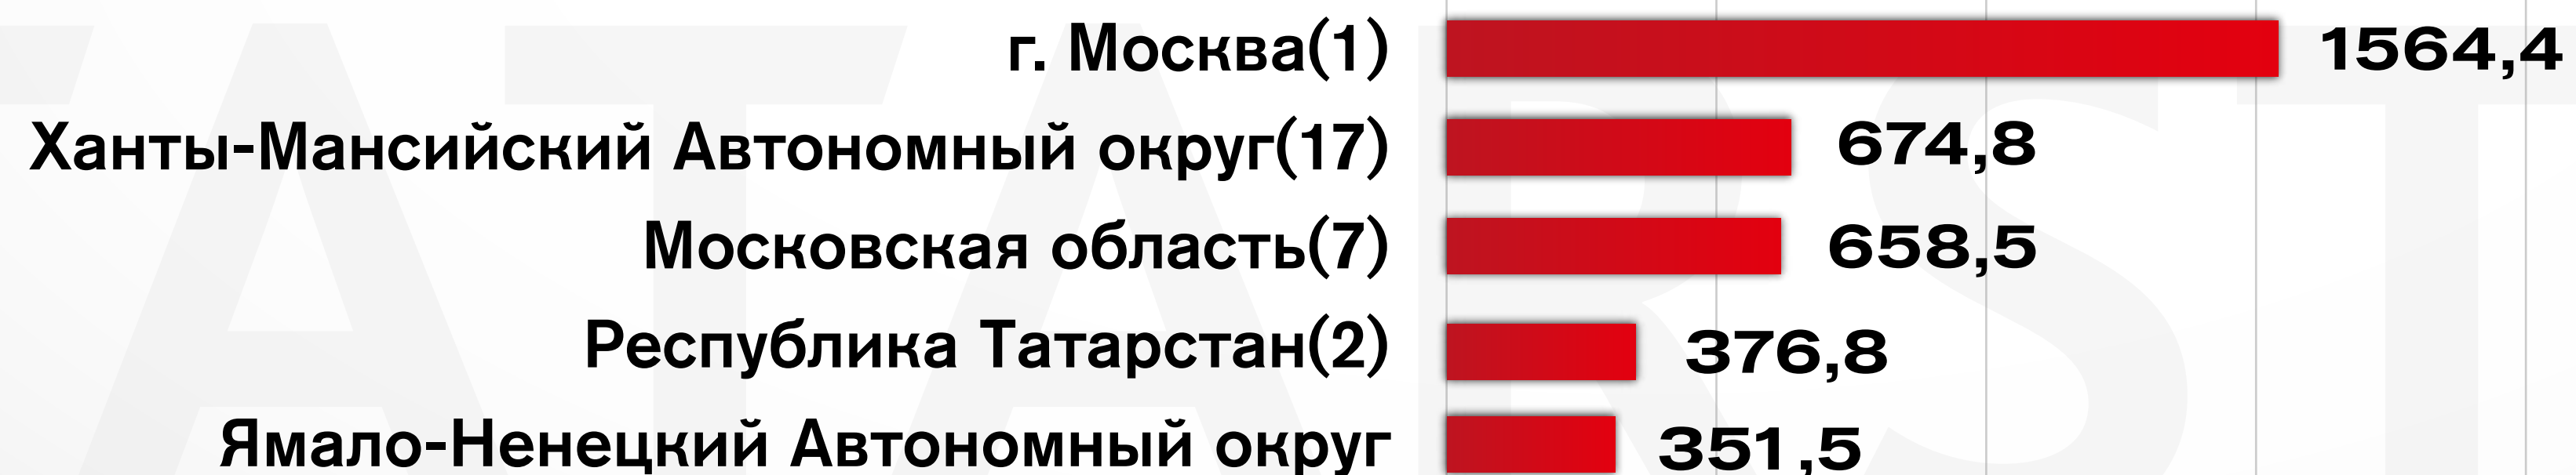 г. Москва(1) 1564,4
Ханты-Мансийский Автономный округ(17) 674,8
Московская область(7) 658,5
Республика Татарстан(2) 376,8
Ямало-Ненецкий Автономный округ 351,5